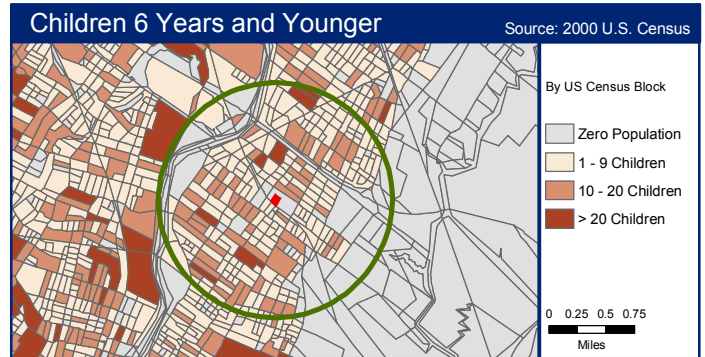 Children 6 Years and Younger
Source: 2000 U.S. Census
By US Census Block
Zero Population
1 - 9 Children
10 - 20 Children
> 20 Children
0 0.25 0.5 0.75
Miles